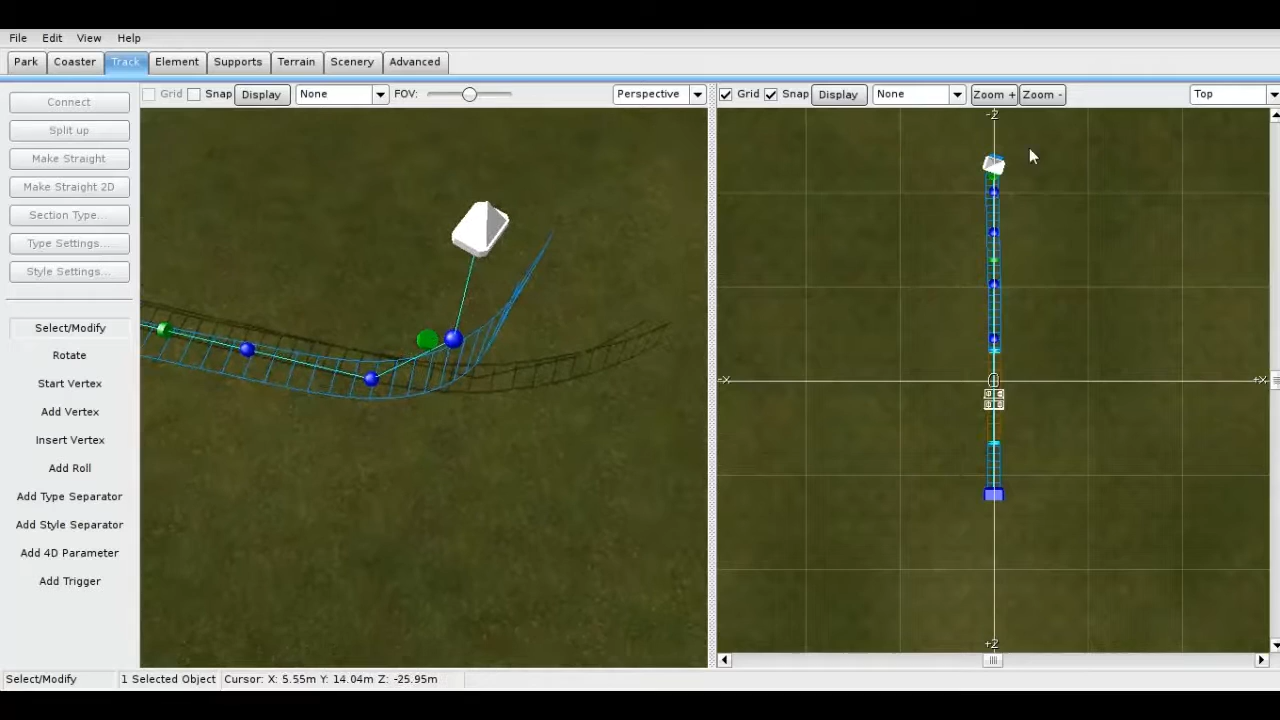 File Edit View Help
Park Coaster Track Element Supports Terrain Scenery Advanced
Grid Snap Display None FOV: Perspective Grid Snap Display None Zoom + Zoom - Top
Connect
Split up
Make Straight
Make Straight 2D
Section Type...
Type Settings...
Style Settings...
Select/Modify
Rotate
Start Vertex
Add Vertex
Insert Vertex
Add Roll
Add Type Separator
Add Style Separator
Add 4D Parameter
Add Trigger
-Z
-X +X
+Z
Select/Modify 1 Selected Object Cursor: X: 5.55m Y: 14.04m Z: -25.95m